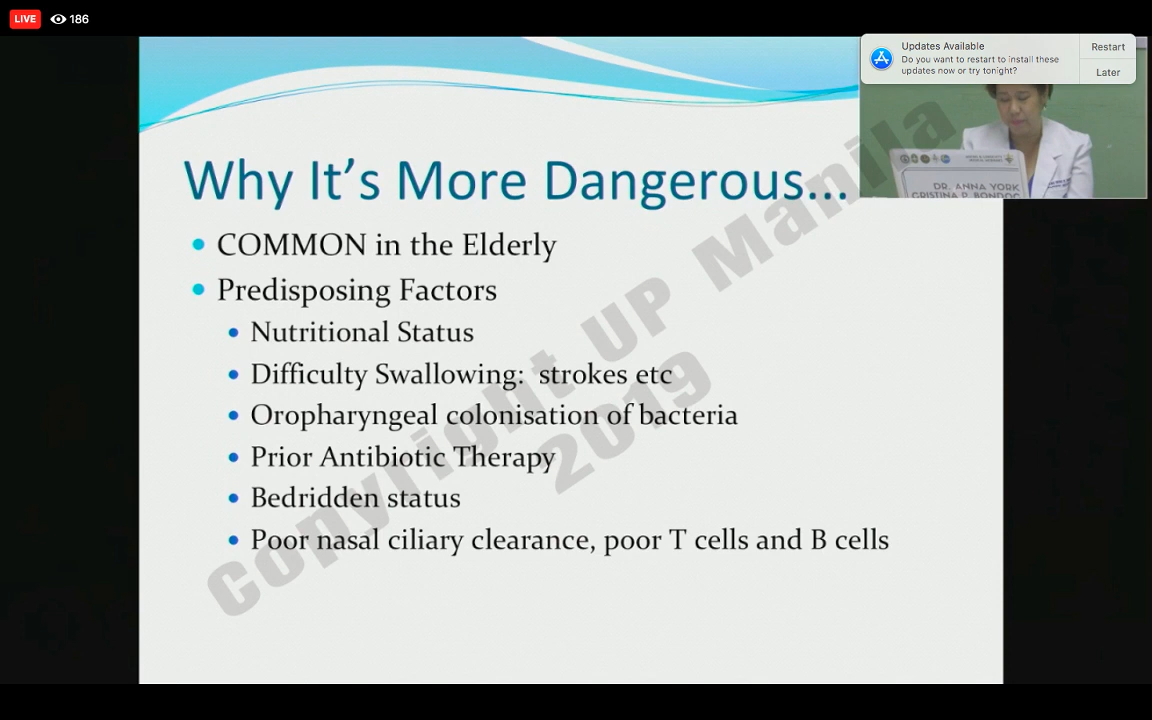 LIVE 186
Updates Available
Do you want to restart to install these
updates now or try tonight?
Restart
Later
DR. ANNA YORK
CRISTINA P. BONDOC
Why It's More Dangerous...
COMMON in the Elderly
Predisposing Factors
Nutritional Status
Difficulty Swallowing: strokes etc
Oropharyngeal colonisation of bacteria
Prior Antibiotic Therapy
Bedridden status
Poor nasal ciliary clearance, poor T cells and B cells
Copyright UP Manila
2019